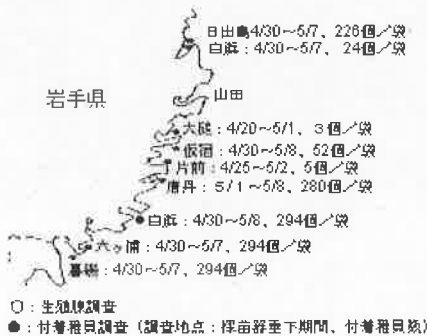 日出島4/30～5/7、226個／袋
白浜：4/30～5/7、24個／袋
岩手県
山田
大槌：4/20～5/1、3個／袋
仮宿：4/30～5/8、52個／袋
片前：4/25～5/2、5個／袋
唐丹：5/1～5/8、280個／袋
白浜：4/30～5/8、294個／袋
六ヶ浦：4/30～5/7、294個／袋
4/30～5/7、294個／袋
○：生殖腺調査
●：付着稚貝調査（調査地点：採苗器垂下期間、付着稚貝数）